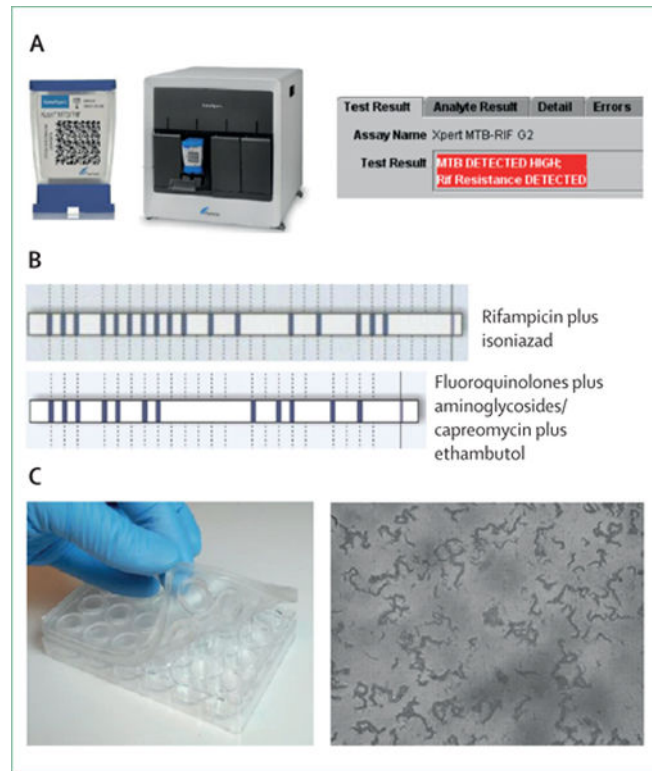 A
Test Result Analyte Result Detail Errors
Assay Name Xpert MTB-RIF G2
Test Result MTB DETECTED HIGH;
Rif Resistance DETECTED
B
Rifampicin plus
isoniazad
Fluoroquinolones plus
aminoglycosides/
capreomycin plus
ethambutol
C